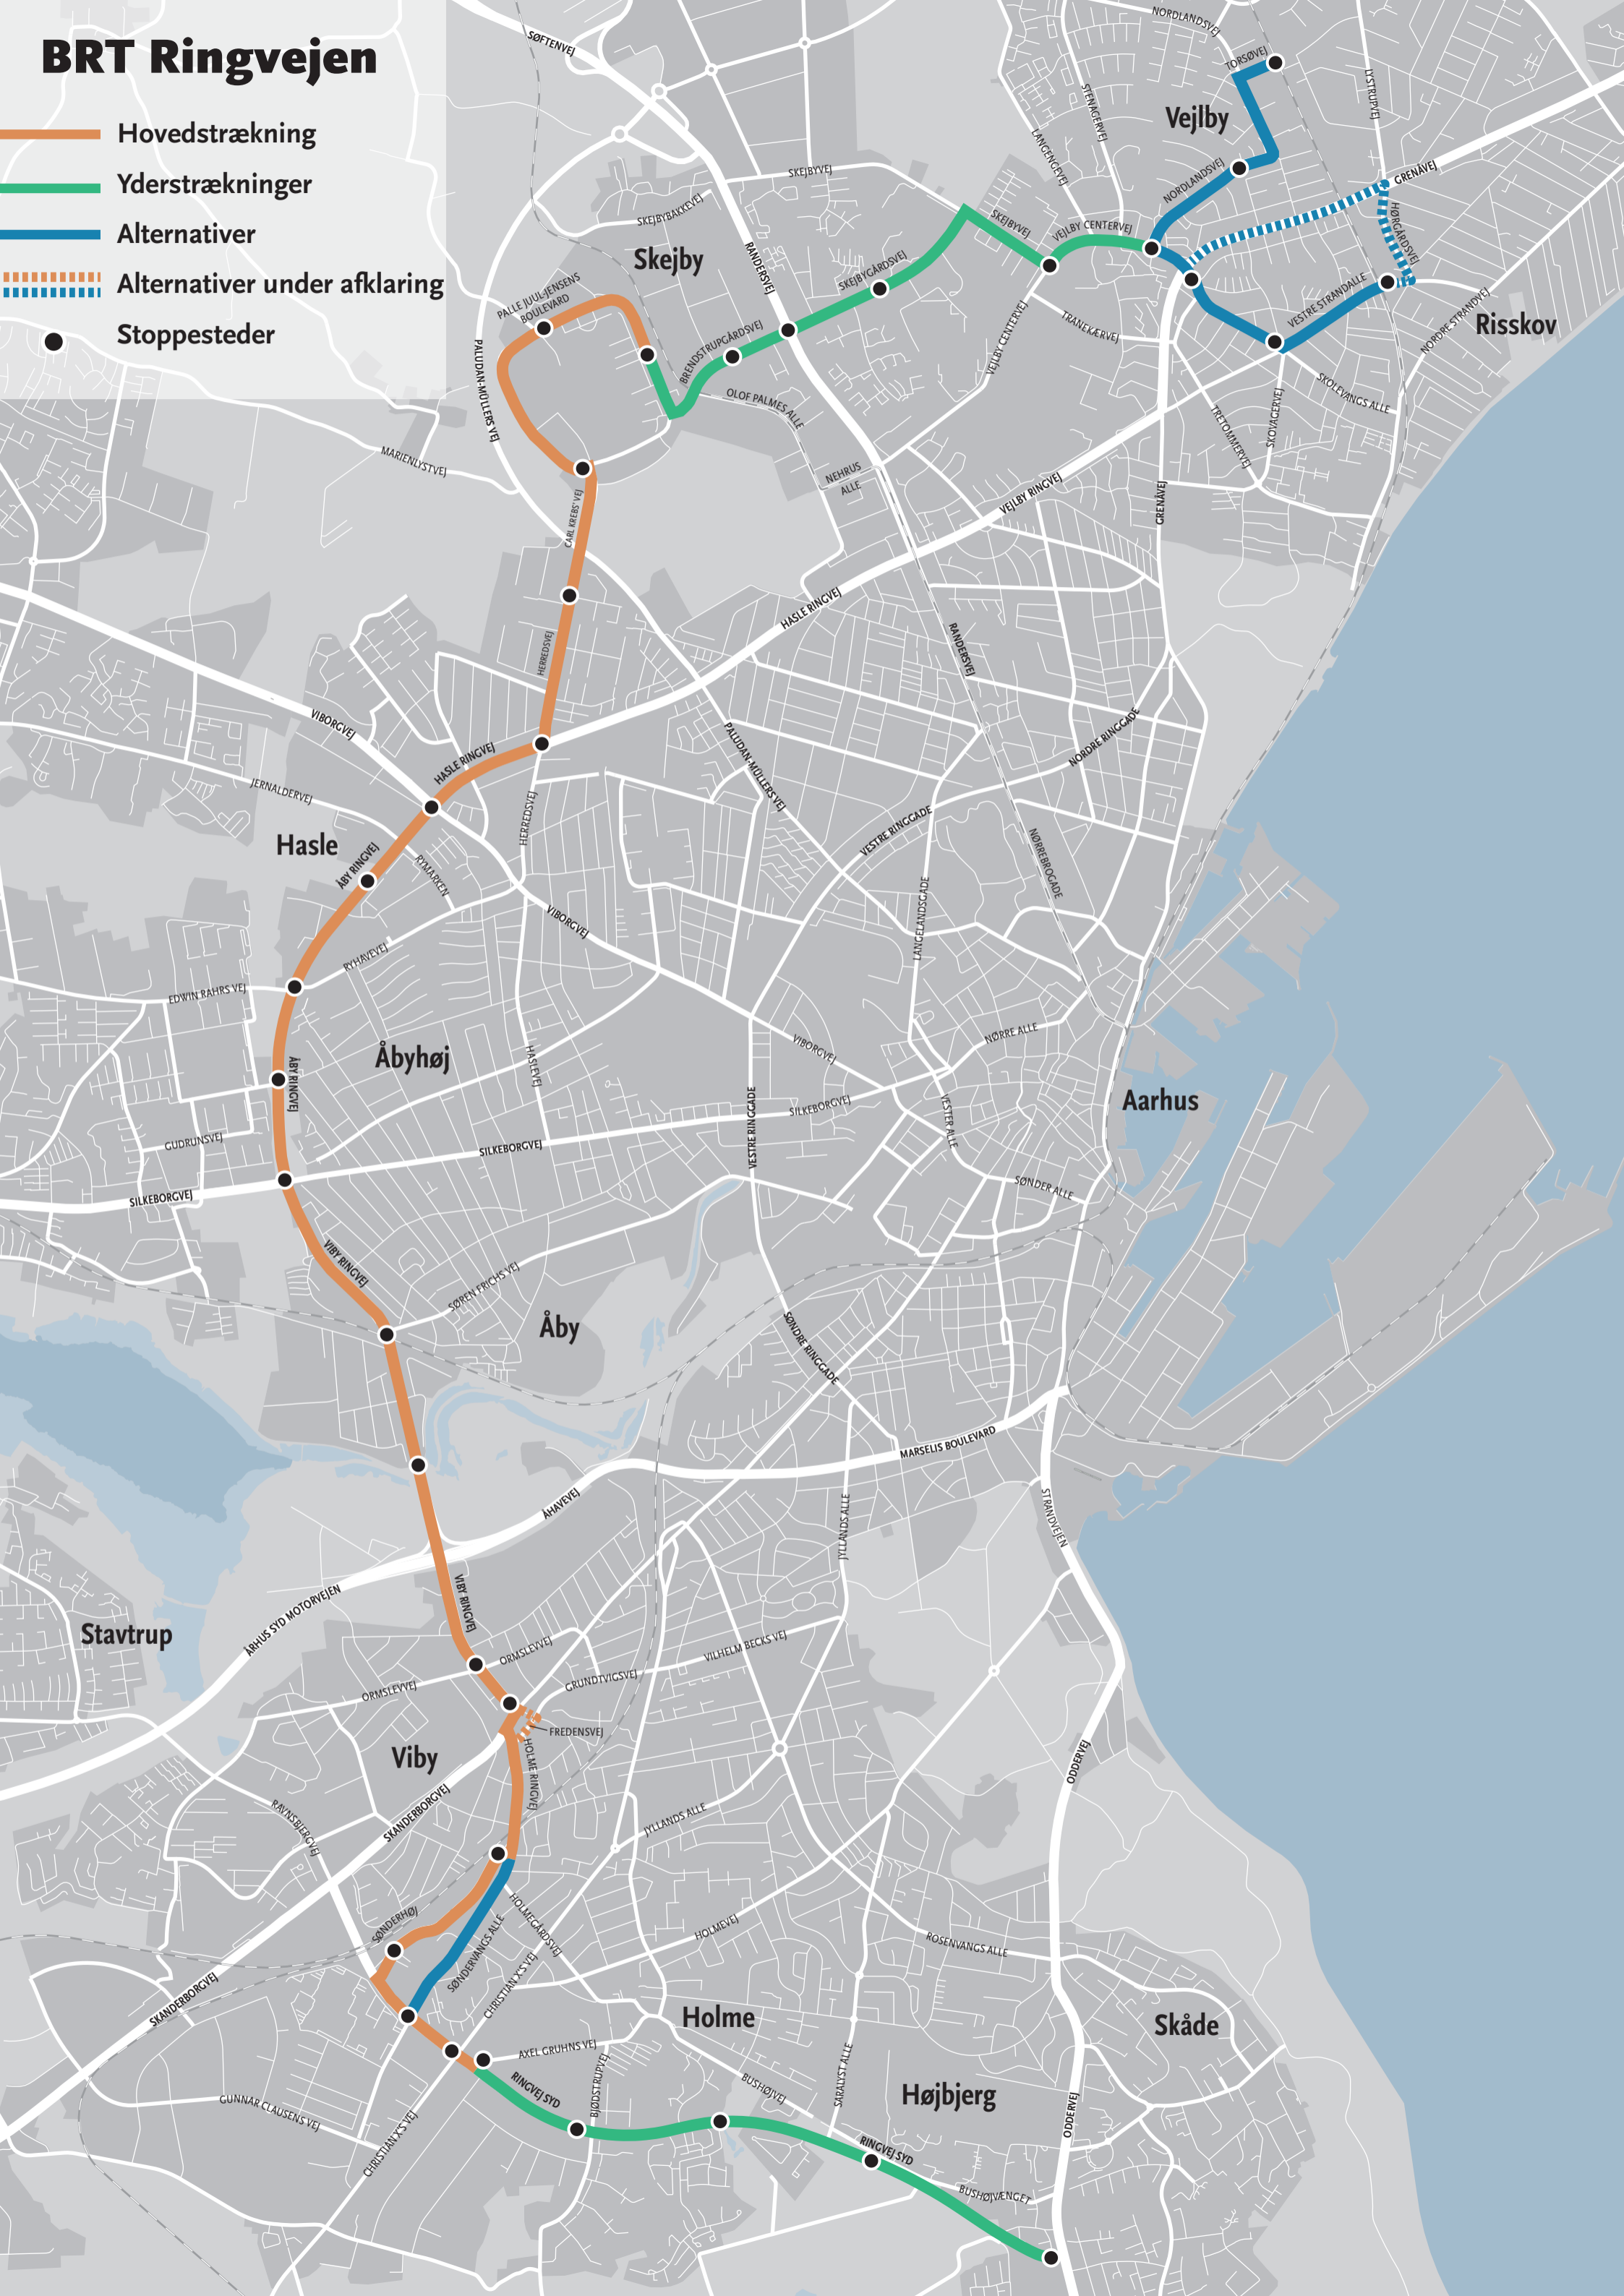 BRT Ringvejen
Hovedstrækning
Yderstrækninger
Alternativer
Alternativer under afklaring
Stoppesteder
SØFTENVEJ
NORDLANDSVEJ
TORSØVEJ
LYSTRUPVEJ
STENAGERVEJ
LANGENGEVEJ
Vejlby
SKEJBYVEJ
GRENÅVEJ
NORDLANDSVEJ
SKEJBYBAKKEVEJ
SKEJBYVEJ
VEJLBY CENTERVEJ
HØRGÅRDSVEJ
Skejby
RANDERSVEJ
SKEJBYGÅRDSVEJ
PALLE JUUL-JENSENS
BOULEVARD
VESTRE STRANDALLE
NORDRE STRANDVEJ
Risskov
TRANEKÆRVEJ
VEJLBY CENTERVEJ
BRENDSTRUPGÅRDSVEJ
PALUDAN-MÜLLERS VEJ
OLOF PALMES ALLE
SKOLEVANGS ALLE
TRETOMMERVEJ
SKOVAGERVEJ
MARIENLYSTVEJ
NEHRUS
ALLE
VEJLBY RINGVEJ
GRENÅVEJ
CARL KREBS' VEJ
HASLE RINGVEJ
HERREDSVEJ
RANDERSVEJ
VIBORGVEJ
HASLE RINGVEJ
PALUDAN-MÜLLERS VEJ
NORDRE RINGGADE
JERNALDERVEJ
HERREDSVEJ
VESTRE RINGGADE
Hasle
ÅBY RINGVEJ
RYMARKEN
NØRREBROGADE
VIBORGVEJ
LANGELANDSGADE
RYHAVEVEJ
EDWIN RAHRS VEJ
Åbyhøj
ÅBY RINGVEJ
HASLEVEJ
VIBORGVEJ
NØRRE ALLE
Aarhus
SILKEBORGVEJ
VESTRE RINGGADE
VESTER ALLE
GUDRUNSVEJ
SILKEBORGVEJ
SILKEBORGVEJ
SØNDER ALLE
VIBY RINGVEJ
SØREN FRICHS VEJ
Åby
SØNDRE RINGGADE
MARSELIS BOULEVARD
ÅHAVEVEJ
JYLLANDS ALLE
STRANDVEJEN
VIBY RINGVEJ
ÅRHUS SYD MOTORVEJEN
Stavtrup
ORMSLEVVEJ
VILHELM BECKS VEJ
GRUNDTVIGSVEJ
ORMSLEVVEJ
FREDENSVEJ
Viby
HOLME RINGVEJ
ODDERVEJ
SKANDERBORGVEJ
RAVNSBJERGVEJ
JYLLANDS ALLE
SØNDERHØJ
HOLMEGÅRDSVEJ
HOLMEVEJ
SØNDERVANGS ALLE
ROSENVANGS ALLE
CHRISTIAN X'S VEJ
SKANDERBORGVEJ
Holme
Skåde
AXEL GRUHNS VEJ
SARALYST ALLE
BUSHØJVEJ
RINGVEJ SYD
BJØDSTRUPVEJ
Højbjerg
GUNNAR CLAUSENS VEJ
CHRISTIAN X'S VEJ
ODDERVEJ
RINGVEJ SYD
BUSHØJVÆNGET